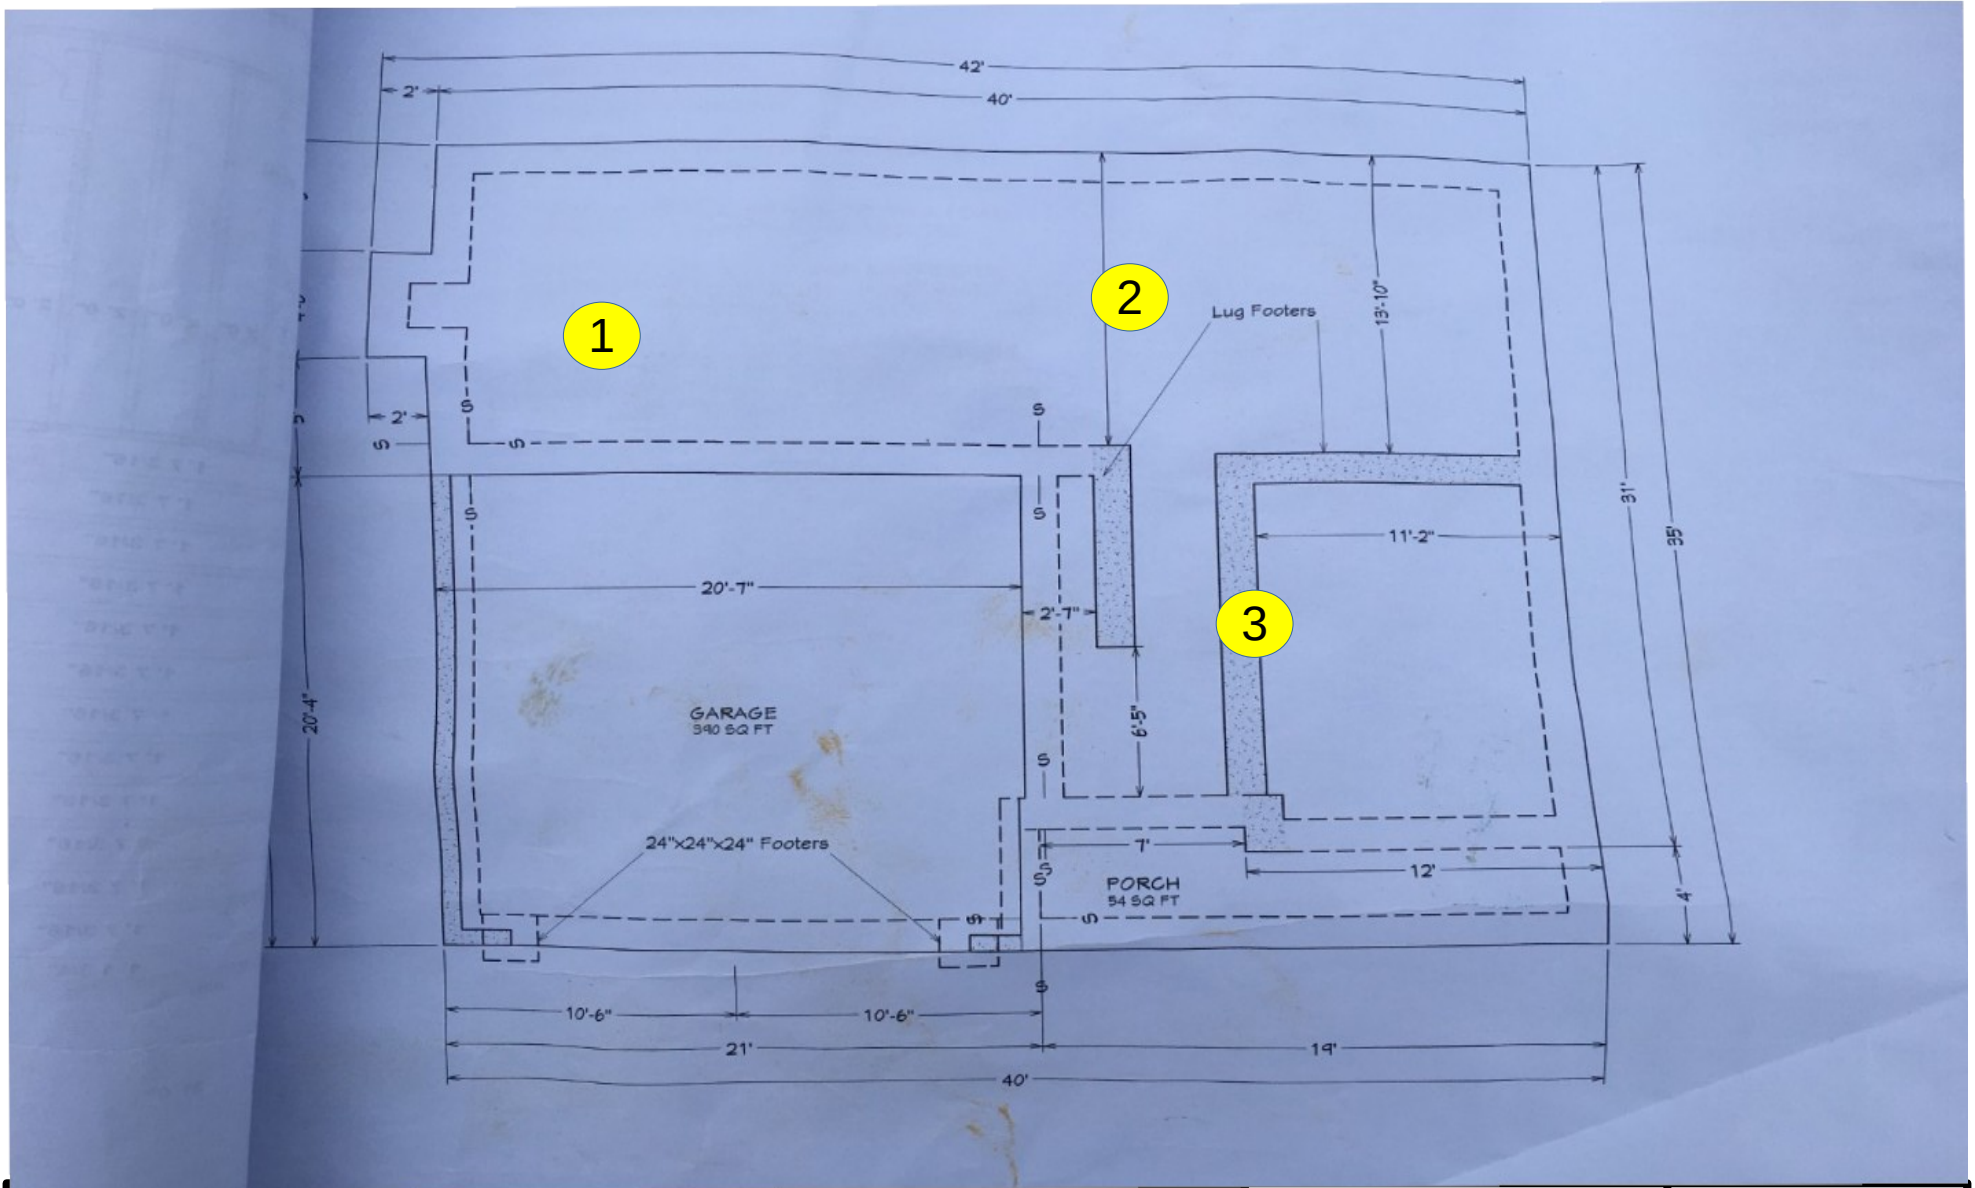 42'
2'
40'
1
2
Lug Footers
13'-10"
2'
S
S
S
S
S
S
31'
35'
11'-2"
20'-7"
2'-7"
3
20'-4"
GARAGE
390 SQ FT
6'-5"
S
24"x24"x24" Footers
7'
S
S
12'
PORCH
54 SQ FT
4'
S
S
S
10'-6"
10'-6"
21'
19'
40'